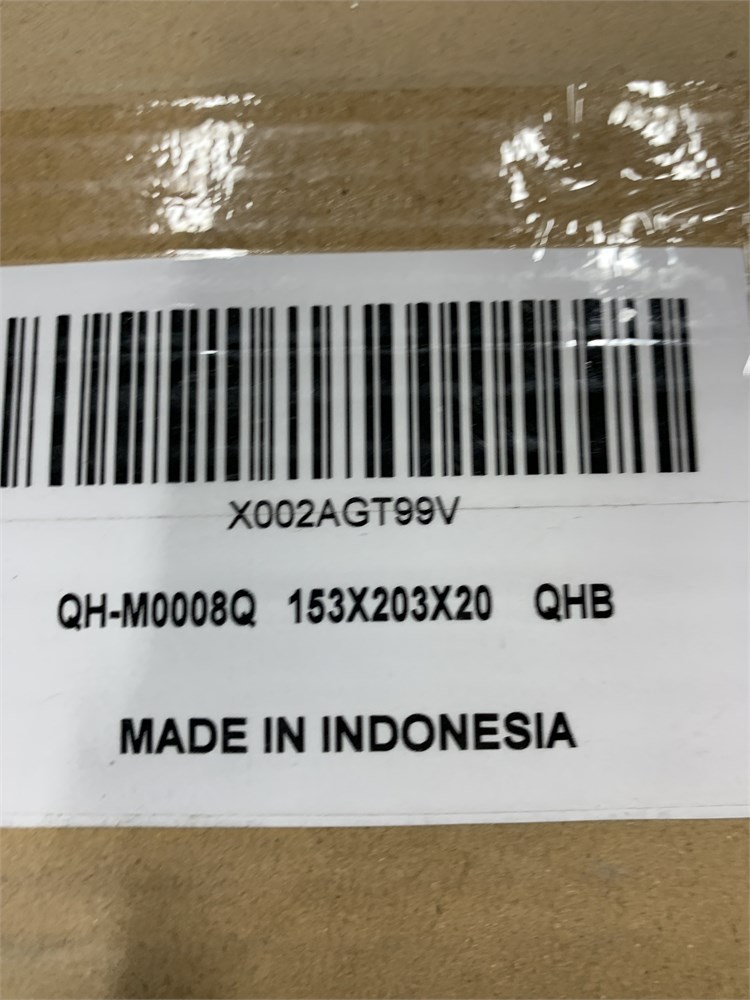 X002AGT99V
QH-M0008Q 153X203X20 QHB
MADE IN INDONESIA